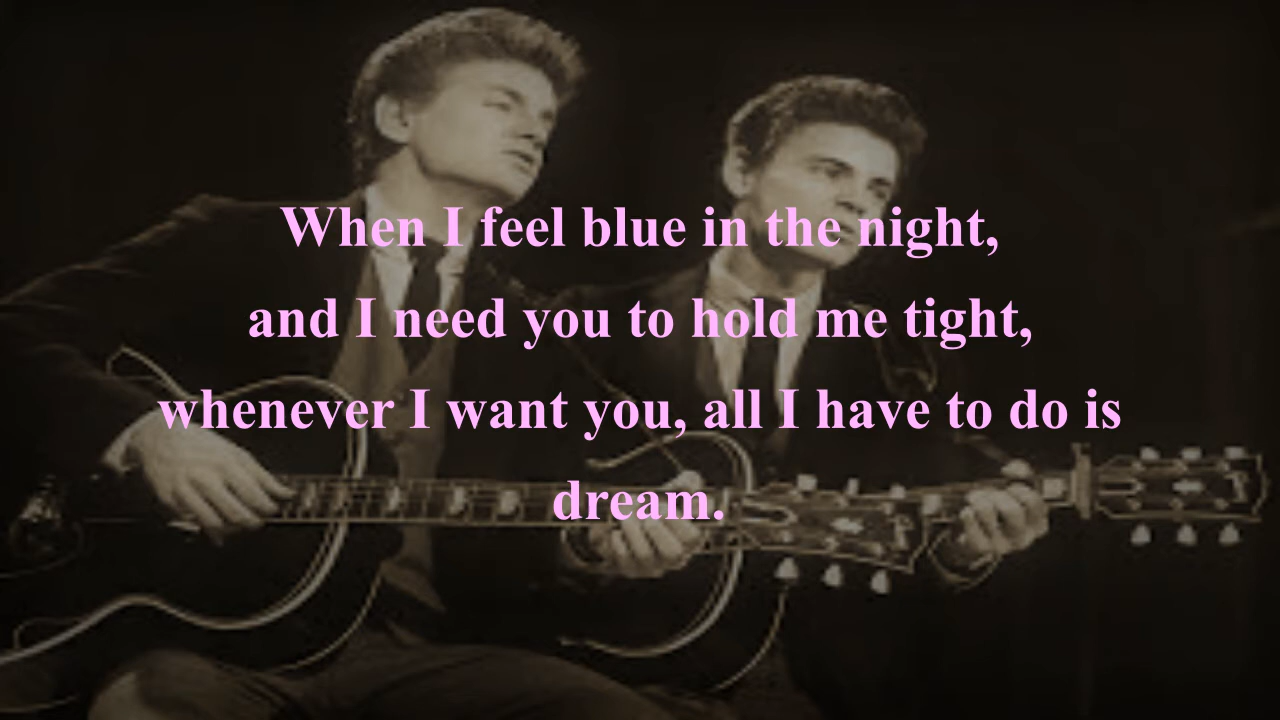 When I feel blue in the night,
and I need you to hold me tight,
whenever I want you, all I have to do is
dream.